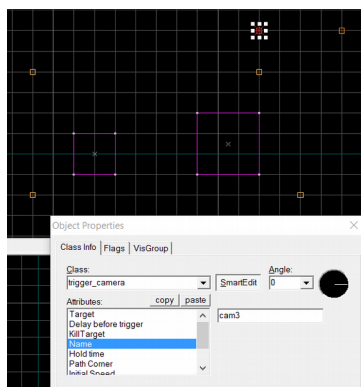 Object Properties
Class Info Flags VisGroup
Class: Angle:
trigger_camera SmartEdit 0
Attributes: copy paste
Target cam3
Delay before trigger
KillTarget
Name
Hold time
Path Corner
Initial Speed